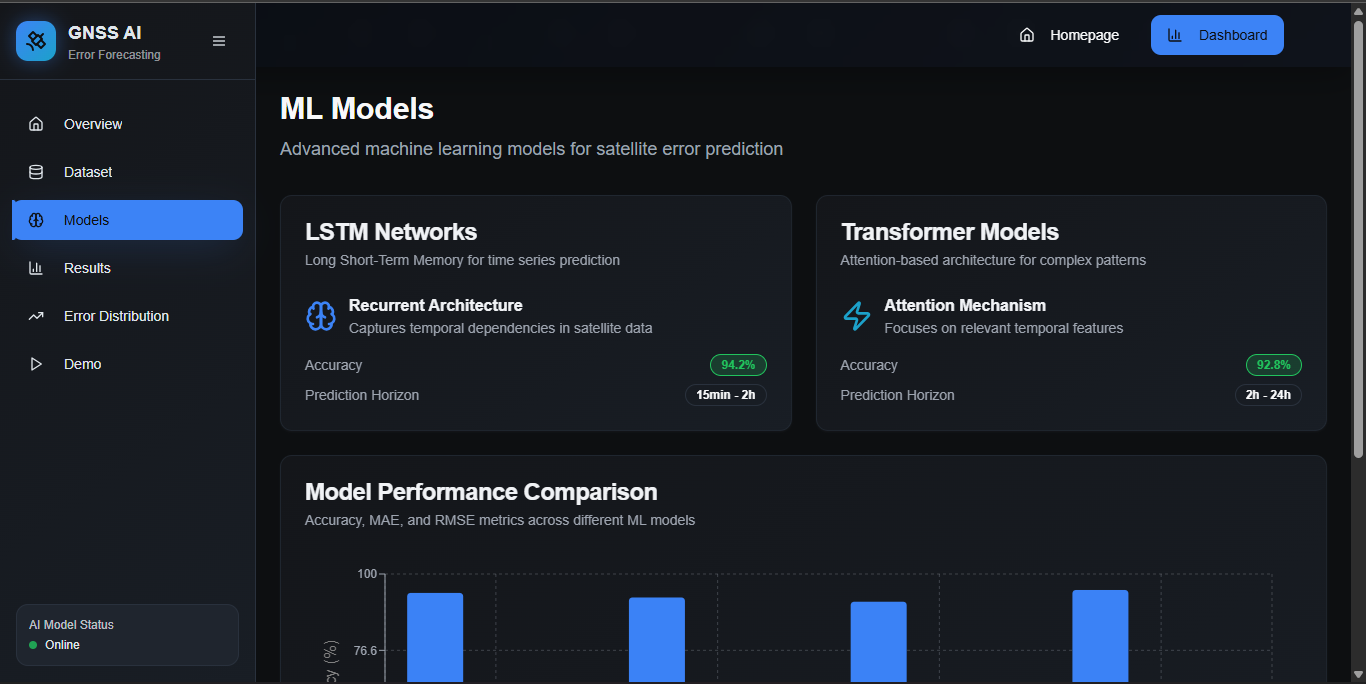 GNSS AI
Error Forecasting
Homepage
Dashboard
Overview
Dataset
Models
Results
Error Distribution
Demo
AI Model Status
Online
ML Models
Advanced machine learning models for satellite error prediction
LSTM Networks
Long Short-Term Memory for time series prediction
Recurrent Architecture
Captures temporal dependencies in satellite data
Accuracy 94.2%
Prediction Horizon 15min - 2h
Transformer Models
Attention-based architecture for complex patterns
Attention Mechanism
Focuses on relevant temporal features
Accuracy 92.8%
Prediction Horizon 2h - 24h
Model Performance Comparison
Accuracy, MAE, and RMSE metrics across different ML models
100
76.6
cy (%)